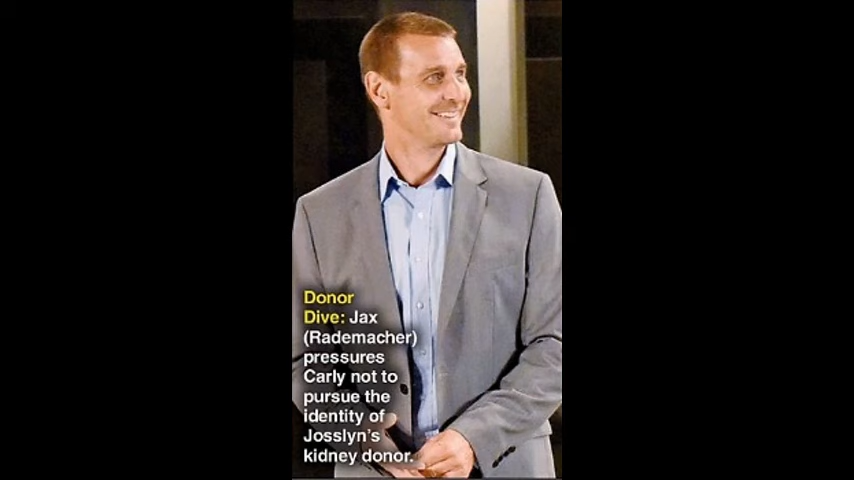 Donor
Dive: Jax
(Rademacher)
pressures
Carly not to
pursue the
identity of
Josslyn's
kidney donor.